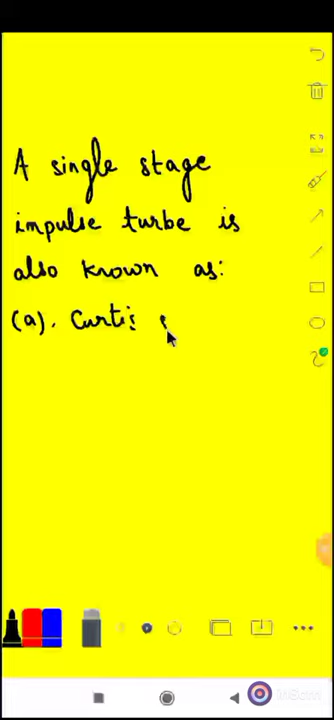 A single stage
impulse turbe is
also known as:
(a). Curtis